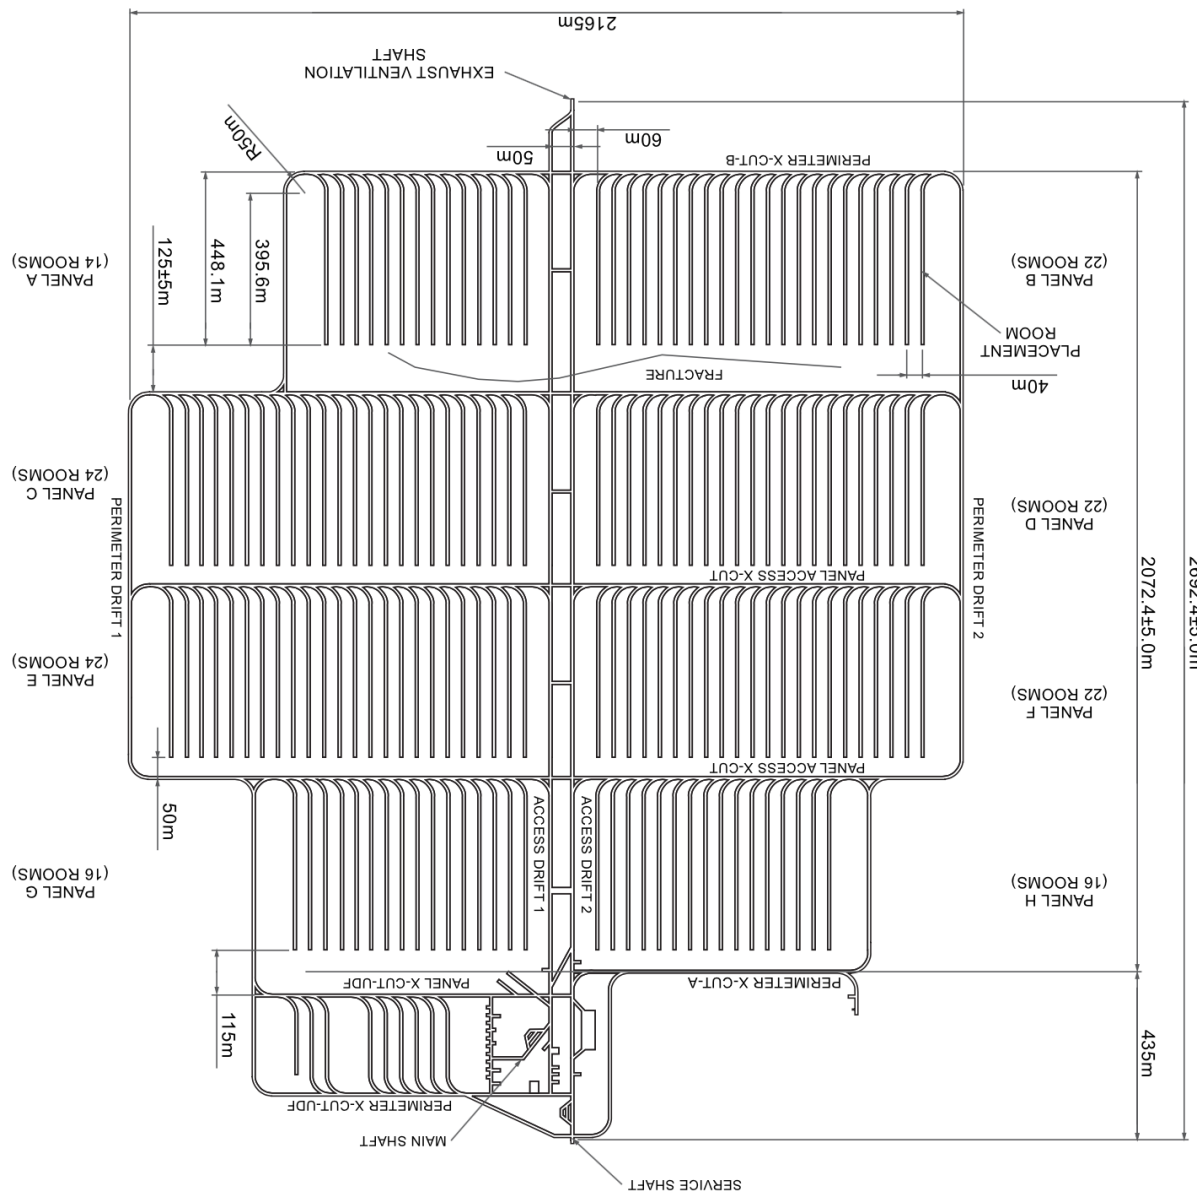 SERVICE SHAFT
MAIN SHAFT
PERIMETER X-CUT-UDF
435m
115m
PERIMETER X-CUT-A
PANEL X-CUT-UDF
PANEL H
(16 ROOMS)
ACCESS DRIFT 2
ACCESS DRIFT 1
PANEL G
(16 ROOMS)
50m
PANEL ACCESS X-CUT
PANEL F
(22 ROOMS)
PANEL E
(24 ROOMS)
2692.4±5.0m
2072.4±5.0m
PERIMETER DRIFT 2
PERIMETER DRIFT 1
PANEL ACCESS X-CUT
PANEL D
(22 ROOMS)
PANEL C
(24 ROOMS)
40m
FRACTURE
PLACEMENT
ROOM
PANEL B
(22 ROOMS)
395.6m
448.1m
125±5m
PANEL A
(14 ROOMS)
PERIMETER X-CUT-B
60m
50m
R50m
EXHAUST VENTILATION
SHAFT
2165m